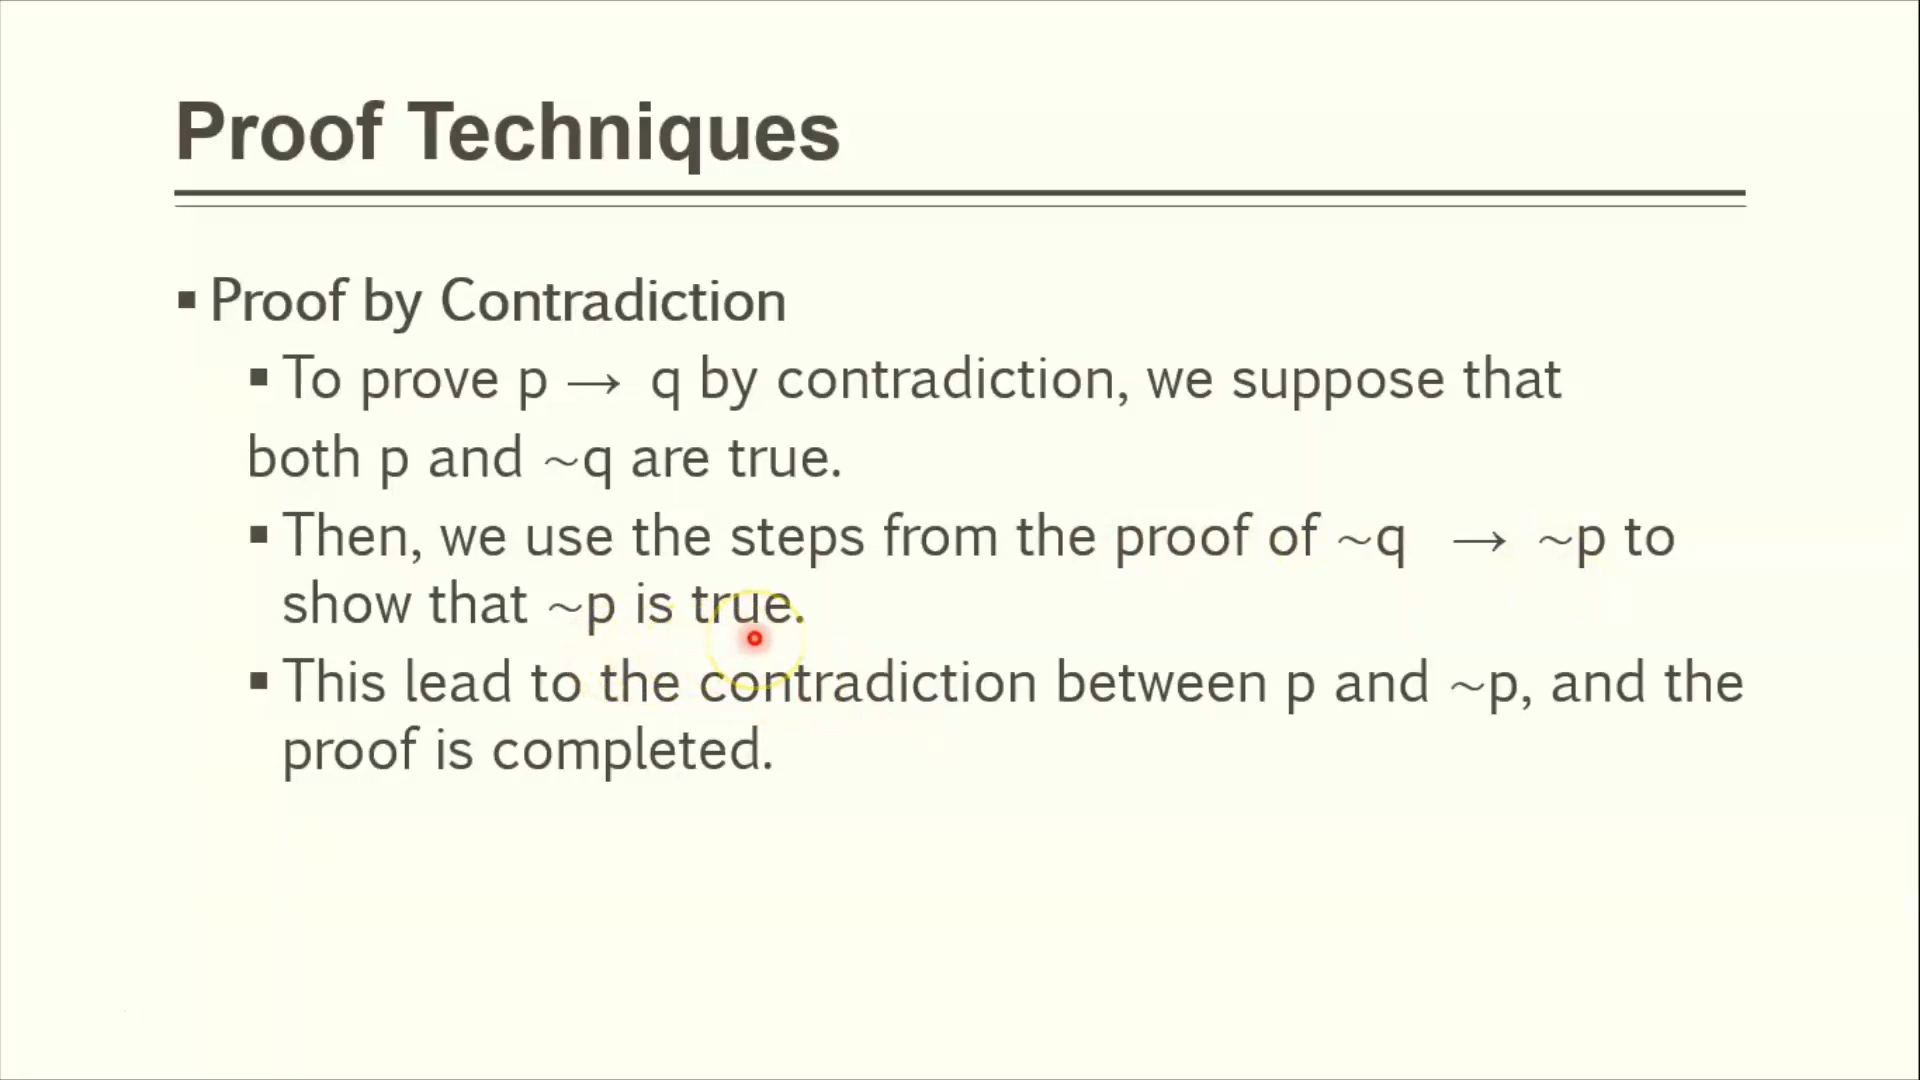 Proof Techniques
▪ Proof by Contradiction
▪ To prove p → q by contradiction, we suppose that
both p and ~q are true.
▪ Then, we use the steps from the proof of ~q → ~p to
show that ~p is true.
▪ This lead to the contradiction between p and ~p, and the
proof is completed.